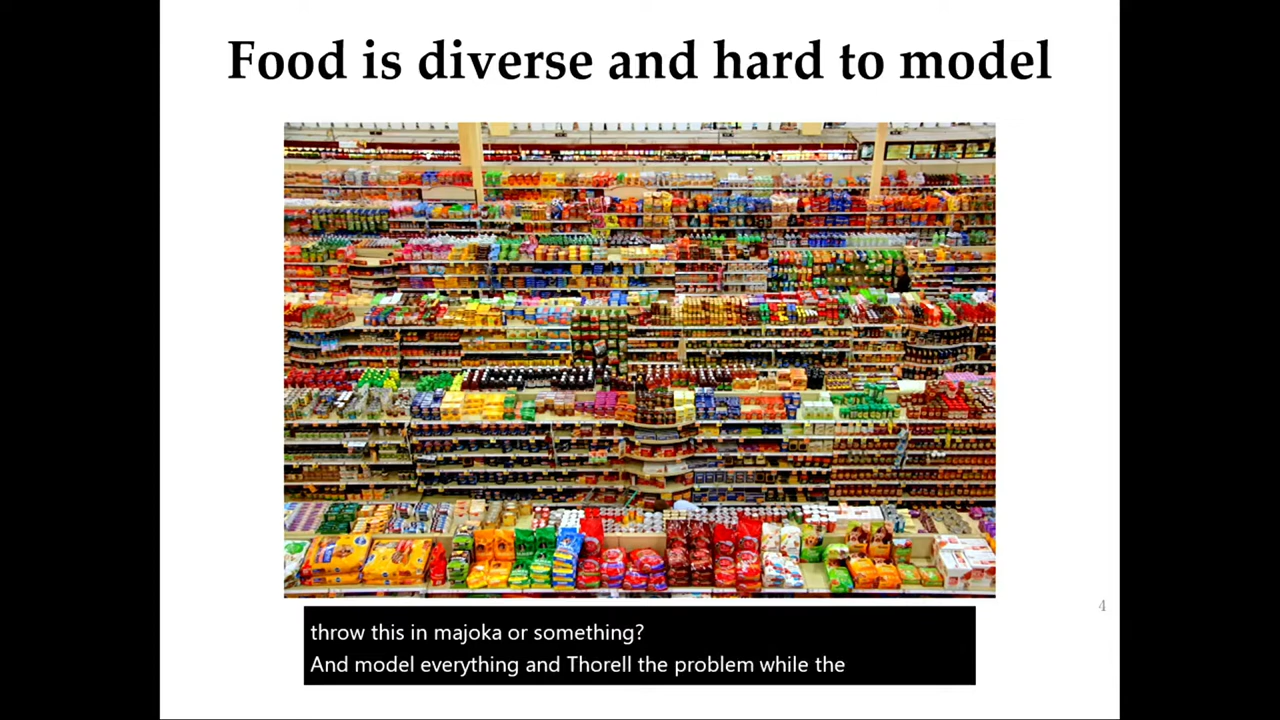 Food is diverse and hard to model
4
throw this in majoka or something?
And model everything and Thorell the problem while the